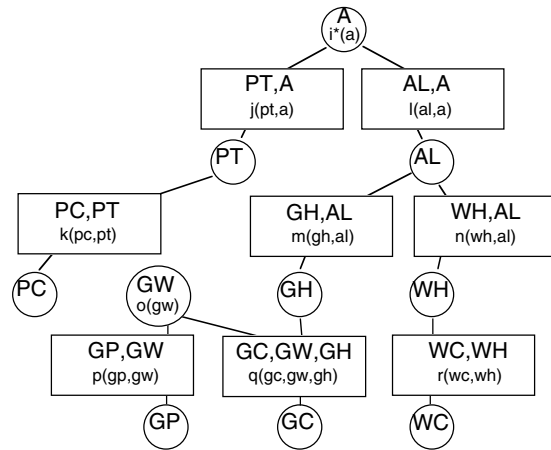 A
i*(a)
PT,A
j(pt,a)
AL,A
l(al,a)
PT
AL
PC,PT
k(pc,pt)
GH,AL
m(gh,al)
WH,AL
n(wh,al)
PC
GW
o(gw)
GH
WH
GP,GW
p(gp,gw)
GC,GW,GH
q(gc,gw,gh)
WC,WH
r(wc,wh)
GP
GC
WC